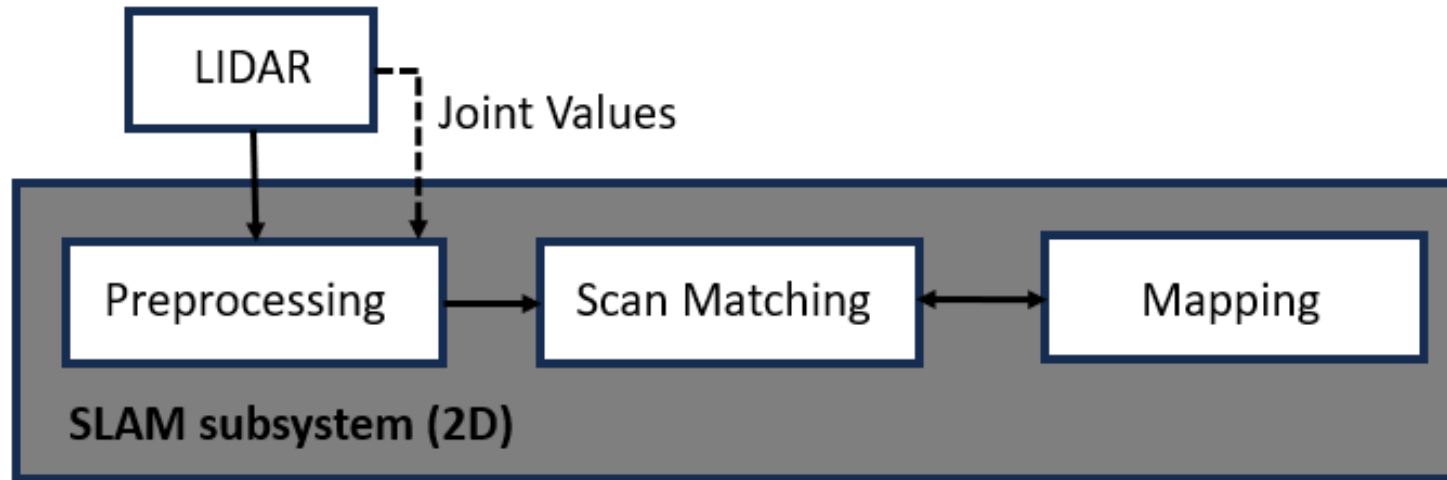 LIDAR
Joint Values
Preprocessing
Scan Matching
Mapping
SLAM subsystem (2D)